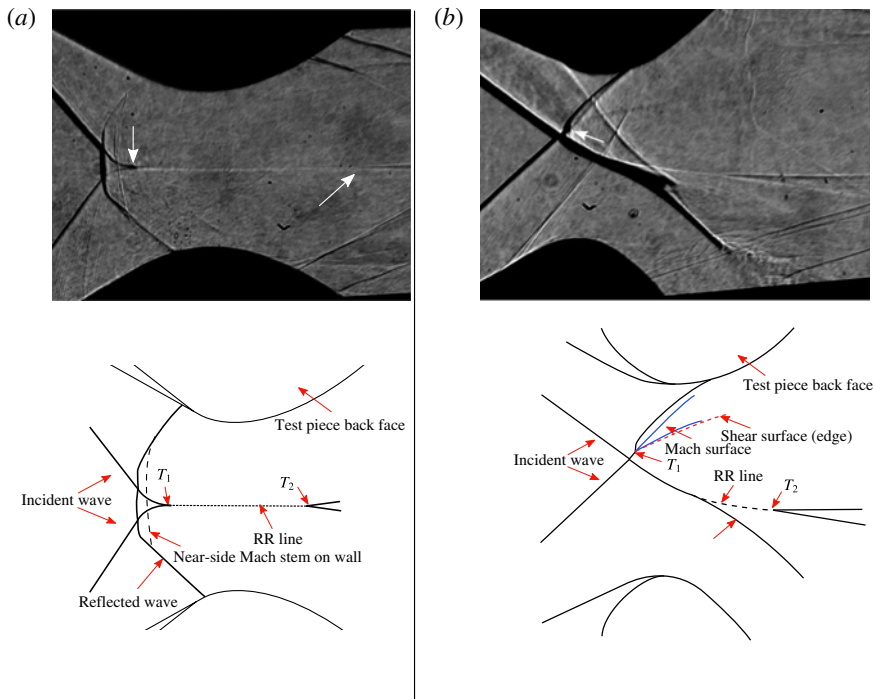 (a)
(b)
Test piece back face
T1
T2
Incident wave
RR line
Near-side Mach stem on wall
Reflected wave
Test piece back face
Shear surface (edge)
Mach surface
Incident wave
T1
RR line
T2